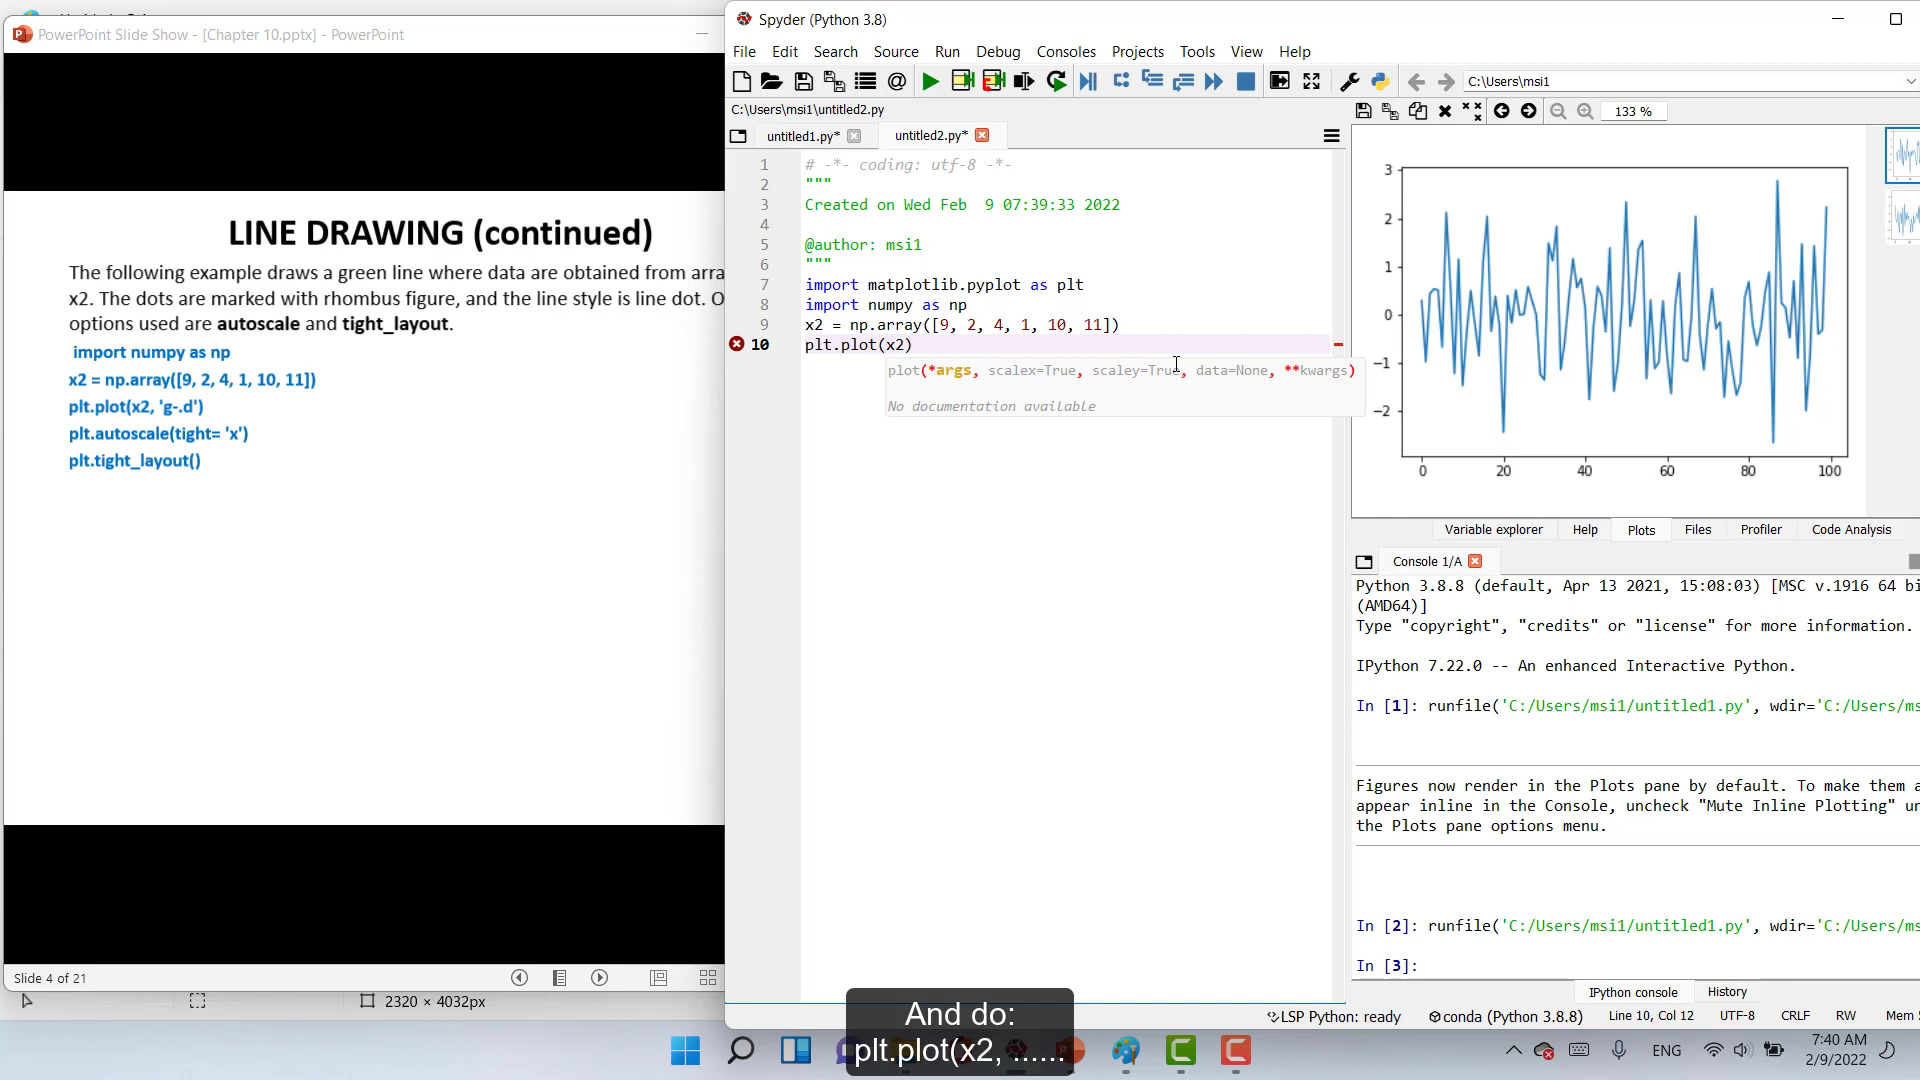 PowerPoint Slide Show - [Chapter 10.pptx] - PowerPoint
LINE DRAWING (continued)
The following example draws a green line where data are obtained from arra
x2. The dots are marked with rhombus figure, and the line style is line dot. O
options used are autoscale and tight_layout.
import numpy as np
x2 = np.array([9, 2, 4, 1, 10, 11])
plt.plot(x2, 'g-.d')
plt.autoscale(tight= 'x')
plt.tight_layout()
Slide 4 of 21
2320 × 4032px
Spyder (Python 3.8)
File Edit Search Source Run Debug Consoles Projects Tools View Help
C:\Users\msi1
C:\Users\msi1\untitled2.py
untitled1.py* untitled2.py*
133 %
1 # -*- coding: utf-8 -*-
2 """
3 Created on Wed Feb  9 07:39:33 2022
4
5 @author: msi1
6 """
7 import matplotlib.pyplot as plt
8 import numpy as np
9 x2 = np.array([9, 2, 4, 1, 10, 11])
10 plt.plot(x2)
plot(*args, scalex=True, scaley=True, data=None, **kwargs)
No documentation available
3
2
1
0
−1
−2
0 20 40 60 80 100
Variable explorer Help Plots Files Profiler Code Analysis
Console 1/A
Python 3.8.8 (default, Apr 13 2021, 15:08:03) [MSC v.1916 64 bi
(AMD64)]
Type "copyright", "credits" or "license" for more information.
IPython 7.22.0 -- An enhanced Interactive Python.
In [1]: runfile('C:/Users/msi1/untitled1.py', wdir='C:/Users/ms
Figures now render in the Plots pane by default. To make them a
appear inline in the Console, uncheck "Mute Inline Plotting" un
the Plots pane options menu.
In [2]: runfile('C:/Users/msi1/untitled1.py', wdir='C:/Users/ms
In [3]:
IPython console History
LSP Python: ready conda (Python 3.8.8) Line 10, Col 12 UTF-8 CRLF RW Mem
And do:
plt.plot(x2, ......
ENG
7:40 AM
2/9/2022